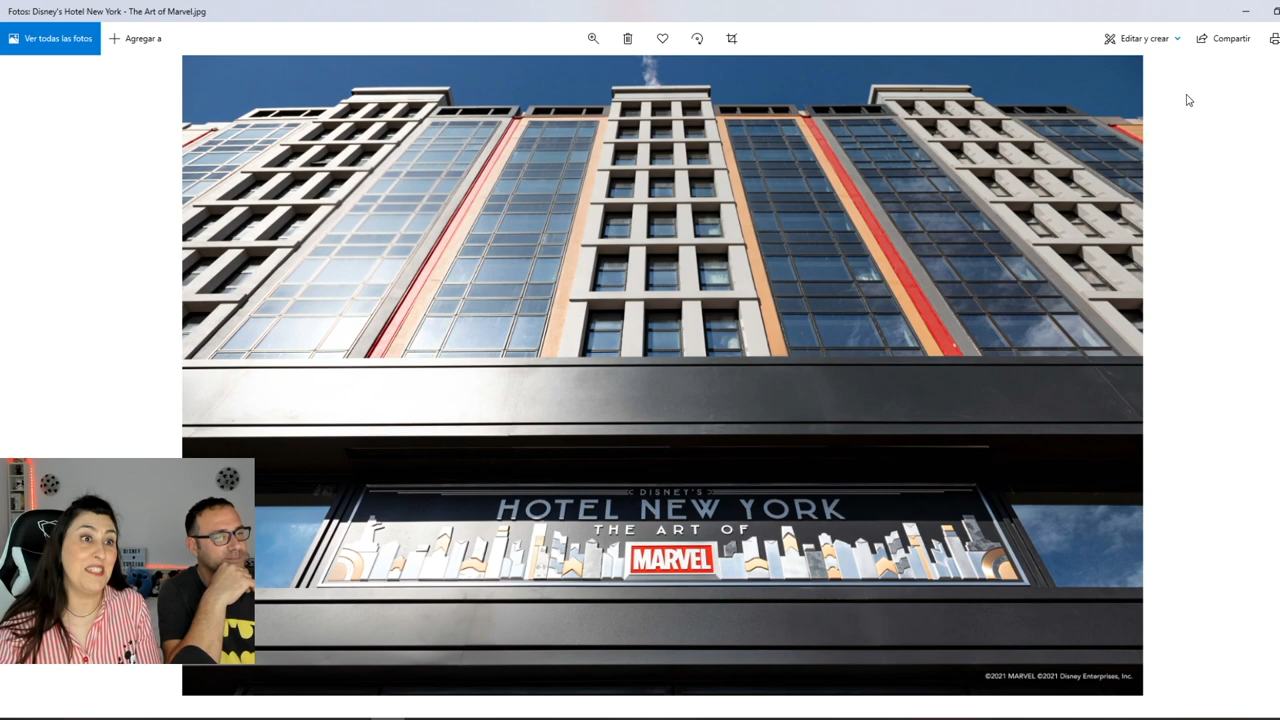 Fotos: Disney's Hotel New York - The Art of Marvel.jpg
Ver todas las fotos
Agregar a
Editar y crear
Compartir
DISNEY'S
HOTEL NEW YORK
THE ART OF
MARVEL
©2021 MARVEL ©2021 Disney Enterprises, Inc.